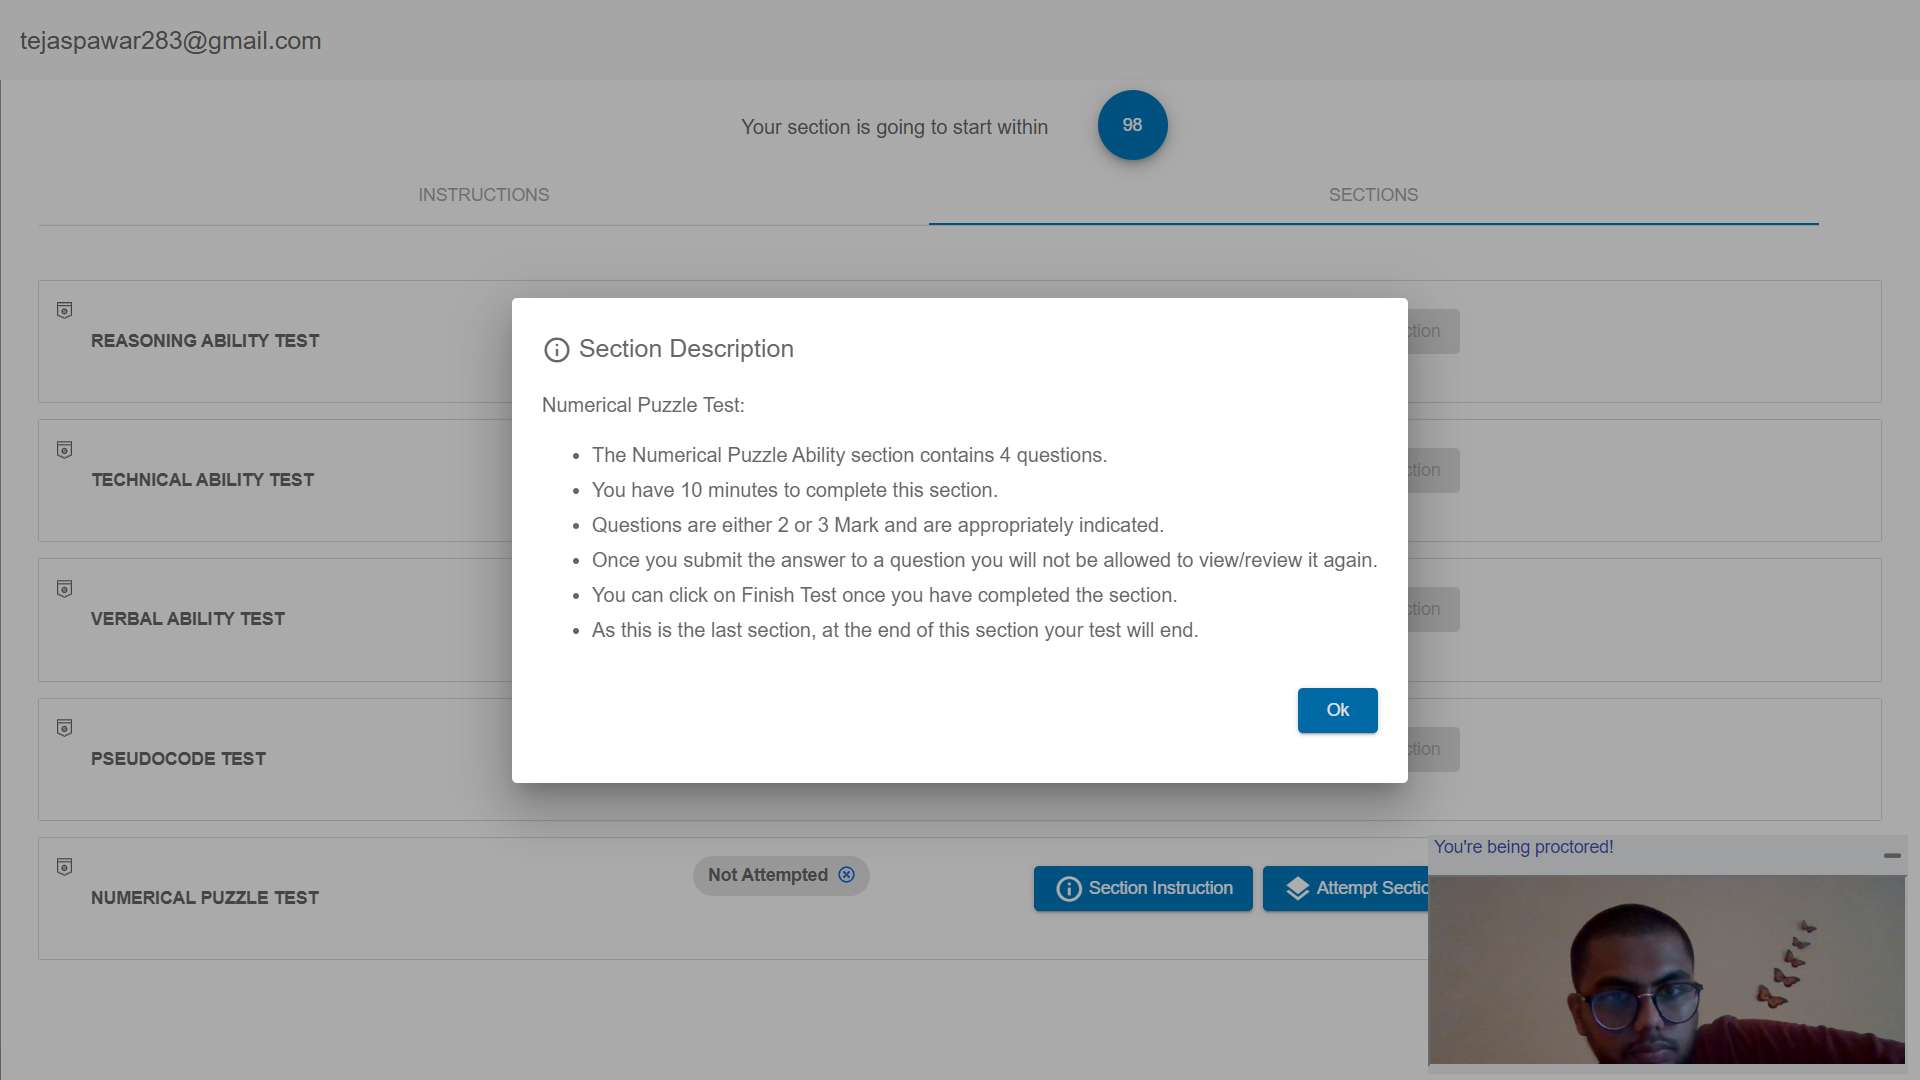 tejaspawar283@gmail.com
Your section is going to start within
98
INSTRUCTIONS
SECTIONS
REASONING ABILITY TEST
ction
TECHNICAL ABILITY TEST
ction
VERBAL ABILITY TEST
ction
PSEUDOCODE TEST
ction
Section Description
Numerical Puzzle Test:
• The Numerical Puzzle Ability section contains 4 questions.
• You have 10 minutes to complete this section.
• Questions are either 2 or 3 Mark and are appropriately indicated.
• Once you submit the answer to a question you will not be allowed to view/review it again.
• You can click on Finish Test once you have completed the section.
• As this is the last section, at the end of this section your test will end.
Ok
NUMERICAL PUZZLE TEST
Not Attempted
Section Instruction
Attempt Sectio
You're being proctored!